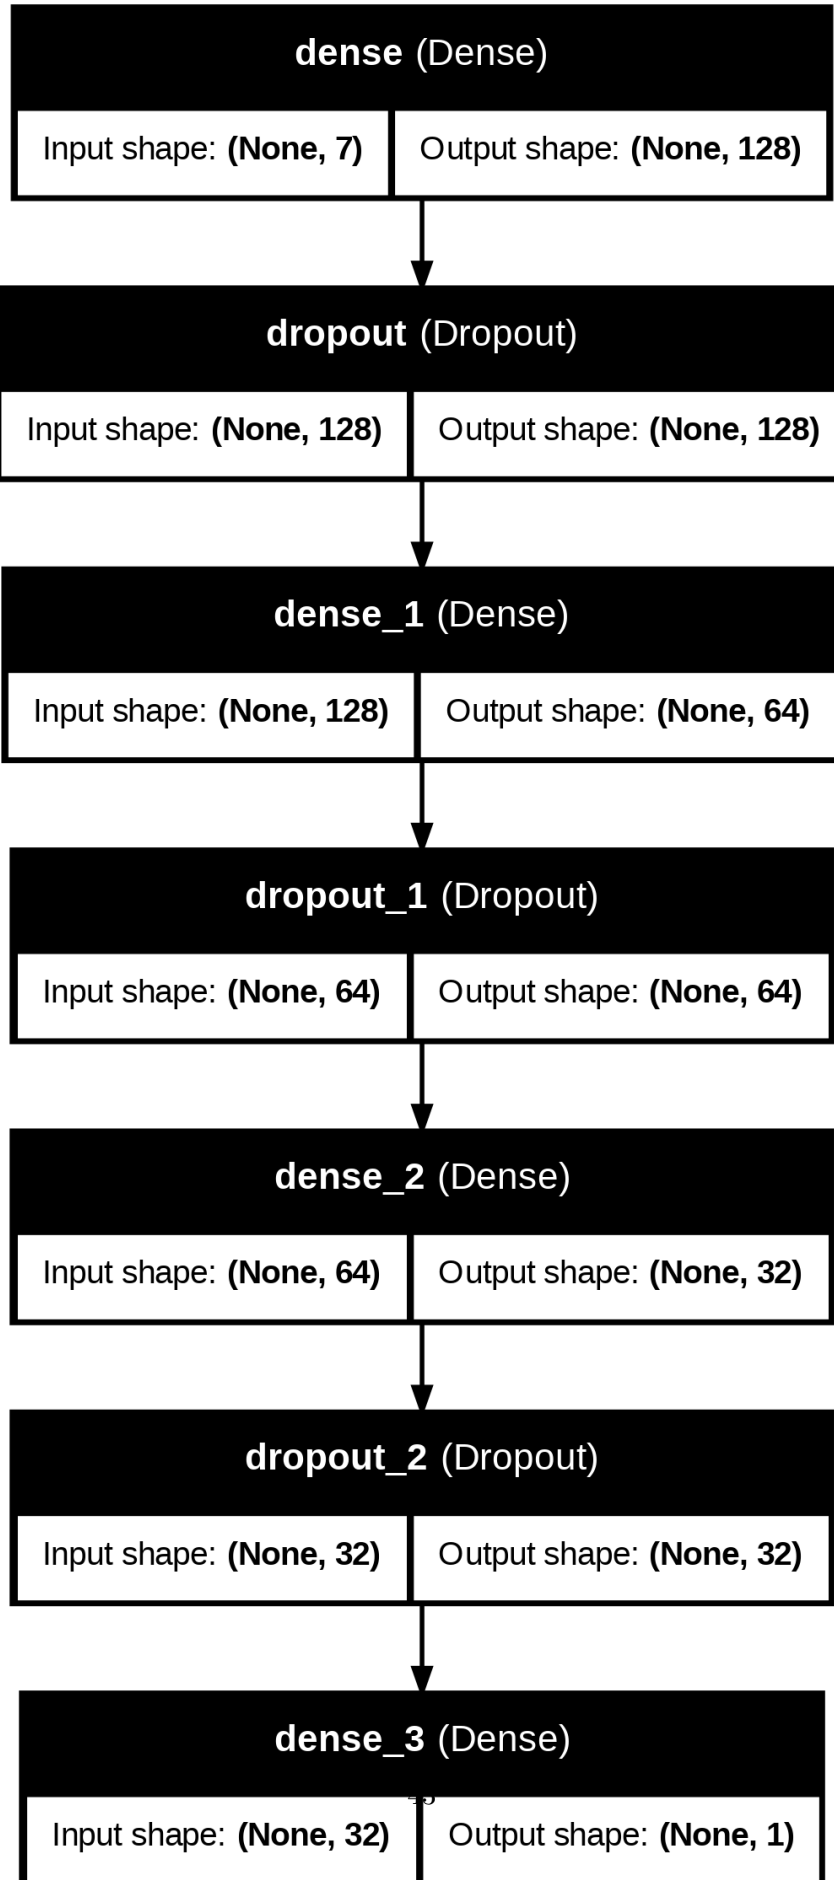 dense (Dense)
Input shape: (None, 7) Output shape: (None, 128)
dropout (Dropout)
Input shape: (None, 128) Output shape: (None, 128)
dense_1 (Dense)
Input shape: (None, 128) Output shape: (None, 64)
dropout_1 (Dropout)
Input shape: (None, 64) Output shape: (None, 64)
dense_2 (Dense)
Input shape: (None, 64) Output shape: (None, 32)
dropout_2 (Dropout)
Input shape: (None, 32) Output shape: (None, 32)
dense_3 (Dense)
Input shape: (None, 32) Output shape: (None, 1)